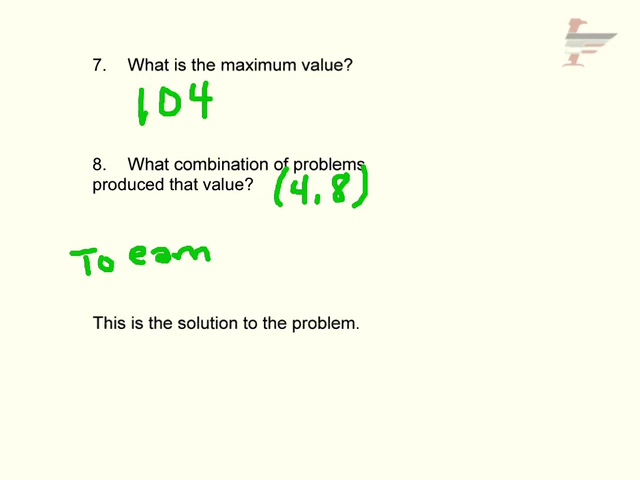 7. What is the maximum value?
104
8. What combination of problems
produced that value? (4,8)
To earn
This is the solution to the problem.